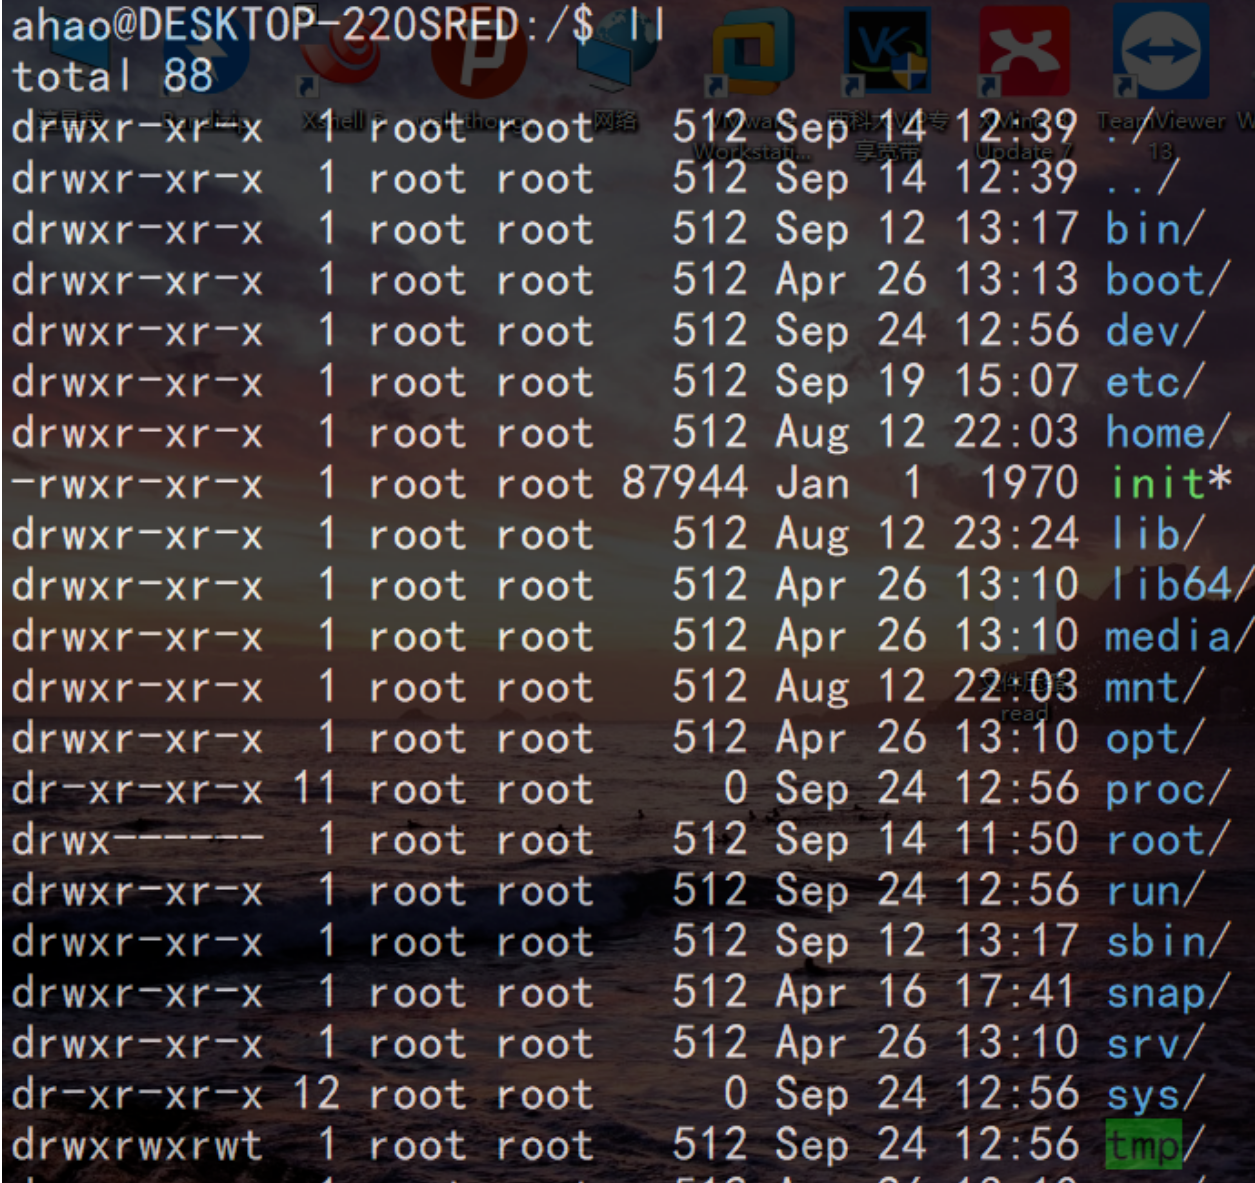 ahao@DESKTOP-220SRED:/$ ll
total 88
drwxr-xr-x  1 root root   512 Sep 14 12:39 ./
drwxr-xr-x  1 root root   512 Sep 14 12:39 ../
drwxr-xr-x  1 root root   512 Sep 12 13:17 bin/
drwxr-xr-x  1 root root   512 Apr 26 13:13 boot/
drwxr-xr-x  1 root root   512 Sep 24 12:56 dev/
drwxr-xr-x  1 root root   512 Sep 19 15:07 etc/
drwxr-xr-x  1 root root   512 Aug 12 22:03 home/
-rwxr-xr-x  1 root root 87944 Jan  1  1970 init*
drwxr-xr-x  1 root root   512 Aug 12 23:24 lib/
drwxr-xr-x  1 root root   512 Apr 26 13:10 lib64/
drwxr-xr-x  1 root root   512 Apr 26 13:10 media/
drwxr-xr-x  1 root root   512 Aug 12 22:03 mnt/
drwxr-xr-x  1 root root   512 Apr 26 13:10 opt/
dr-xr-xr-x 11 root root     0 Sep 24 12:56 proc/
drwx------  1 root root   512 Sep 14 11:50 root/
drwxr-xr-x  1 root root   512 Sep 24 12:56 run/
drwxr-xr-x  1 root root   512 Sep 12 13:17 sbin/
drwxr-xr-x  1 root root   512 Apr 16 17:41 snap/
drwxr-xr-x  1 root root   512 Apr 26 13:10 srv/
dr-xr-xr-x 12 root root     0 Sep 24 12:56 sys/
drwxrwxrwt  1 root root   512 Sep 24 12:56 tmp/
网络
TeamViewer
13
Workstati...
享宽带
Update 7
read